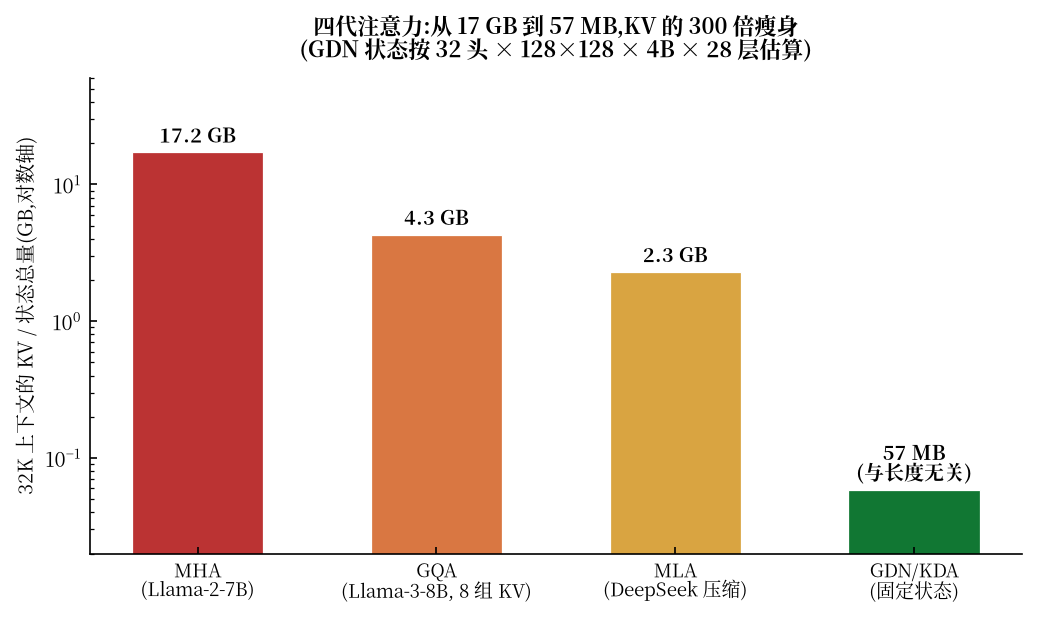 四代注意力:从 17 GB 到 57 MB,KV 的 300 倍瘦身
(GDN 状态按 32 头 × 128×128 × 4B × 28 层估算)
32K 上下文的 KV / 状态总量(GB,对数轴)
10¹
10⁰
10⁻¹
17.2 GB
4.3 GB
2.3 GB
57 MB
(与长度无关)
MHA
(Llama-2-7B)
GQA
(Llama-3-8B, 8 组 KV)
MLA
(DeepSeek 压缩)
GDN/KDA
(固定状态)